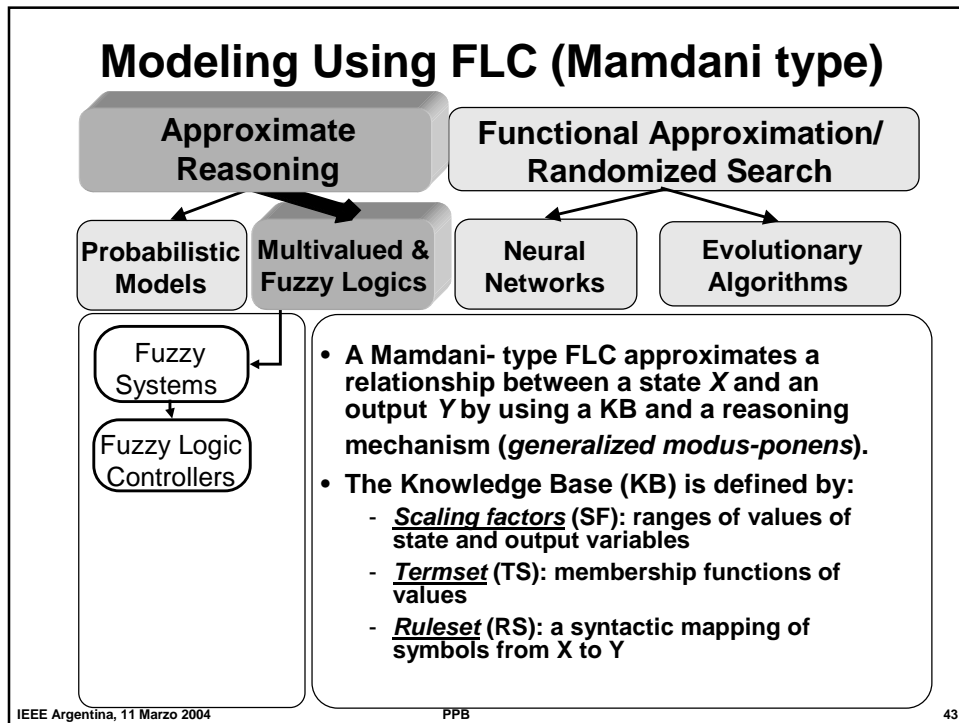 Modeling Using FLC (Mamdani type)
Approximate
Reasoning
Functional Approximation/
Randomized Search
Probabilistic
Models
Multivalued &
Fuzzy Logics
Neural
Networks
Evolutionary
Algorithms
Fuzzy
Systems
Fuzzy Logic
Controllers
• A Mamdani- type FLC approximates a
relationship between a state X and an
output Y by using a KB and a reasoning
mechanism (generalized modus-ponens).
• The Knowledge Base (KB) is defined by:
- Scaling factors (SF): ranges of values of
state and output variables
- Termset (TS): membership functions of
values
- Ruleset (RS): a syntactic mapping of
symbols from X to Y
IEEE Argentina, 11 Marzo 2004 PPB 43